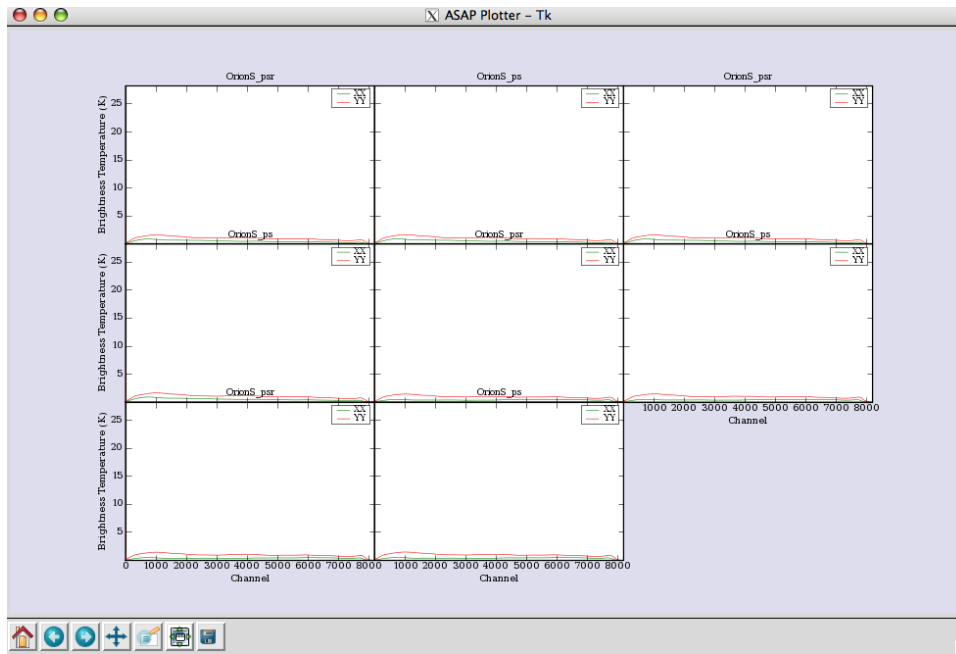 X ASAP Plotter - Tk
OrionS_psr OrionS_ps OrionS_psr
Brightness Temperature (K)
25
20
15
10
5
XX
YY
XX
YY
XX
YY
OrionS_ps OrionS_psr OrionS_ps
Brightness Temperature (K)
25
20
15
10
5
XX
YY
XX
YY
XX
YY
1000 2000 3000 4000 5000 6000 7000 8000
Channel
OrionS_psr OrionS_ps
Brightness Temperature (K)
25
20
15
10
5
XX
YY
XX
YY
0 1000 2000 3000 4000 5000 6000 7000 8000
1000 2000 3000 4000 5000 6000 7000 8000
Channel Channel